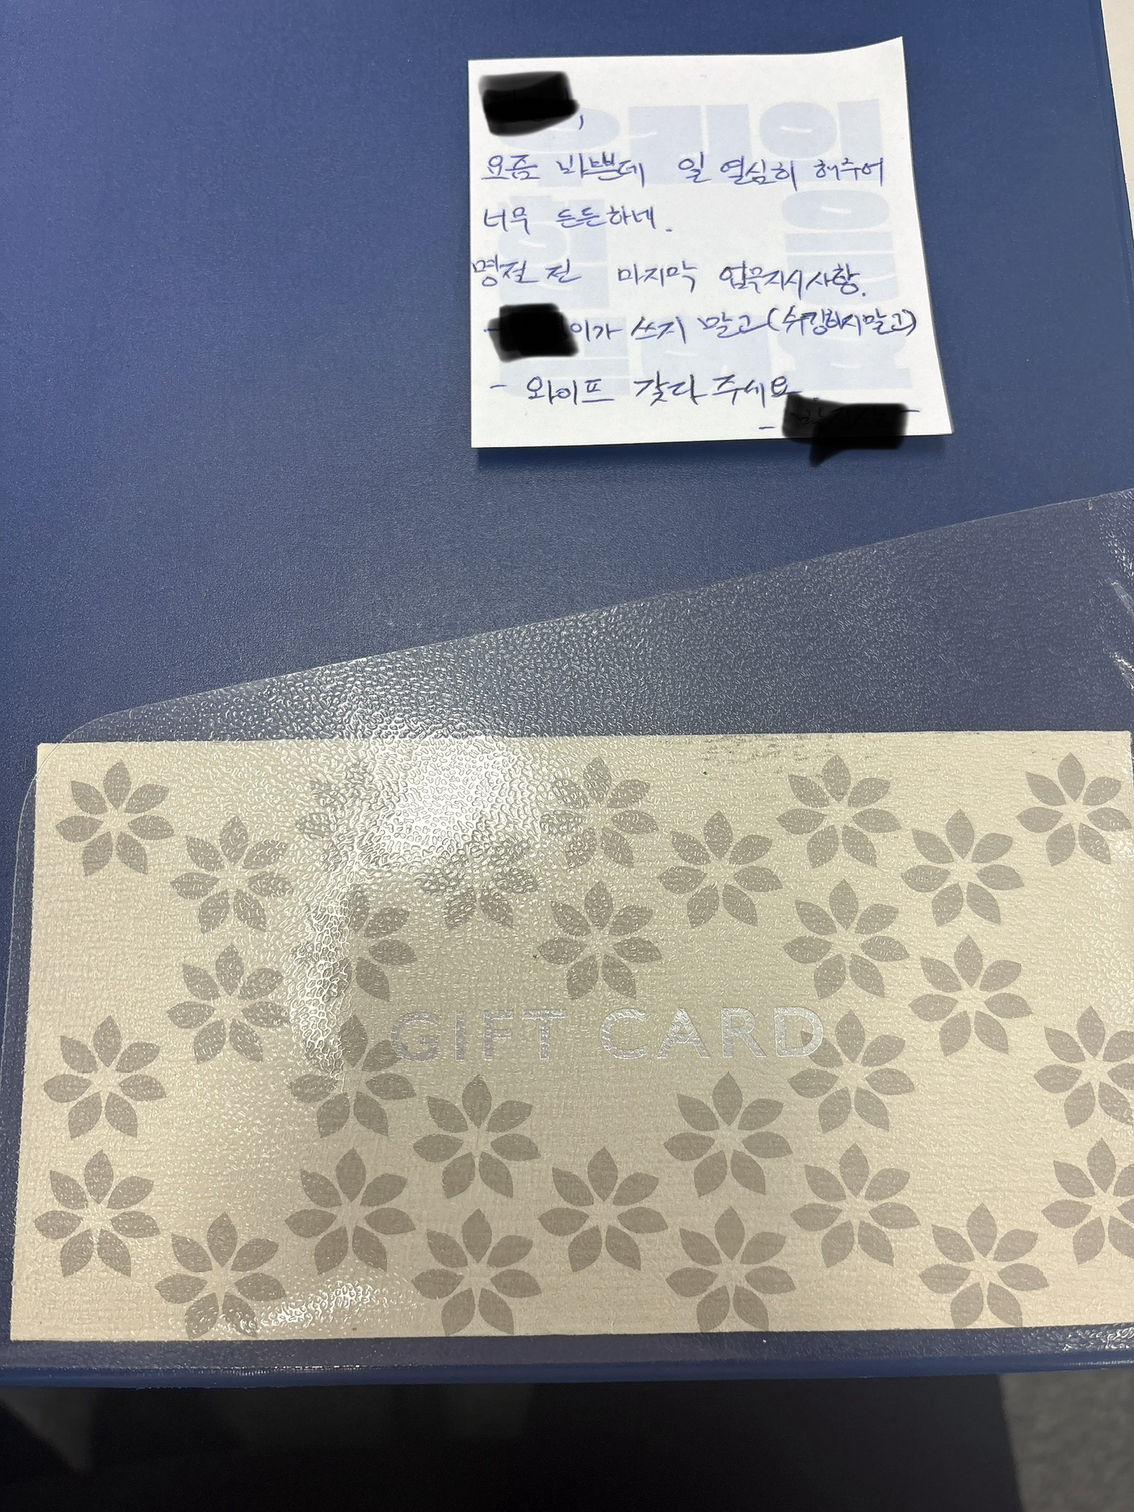 ,
요즘 바쁜데 일 열심히 해주어
너무 든든하네.
명절 전 마지막 업무지시사항.
- 이가 쓰지 말고(수령하지말고)
- 와이프 갖다 주세요.
-
GIFT CARD